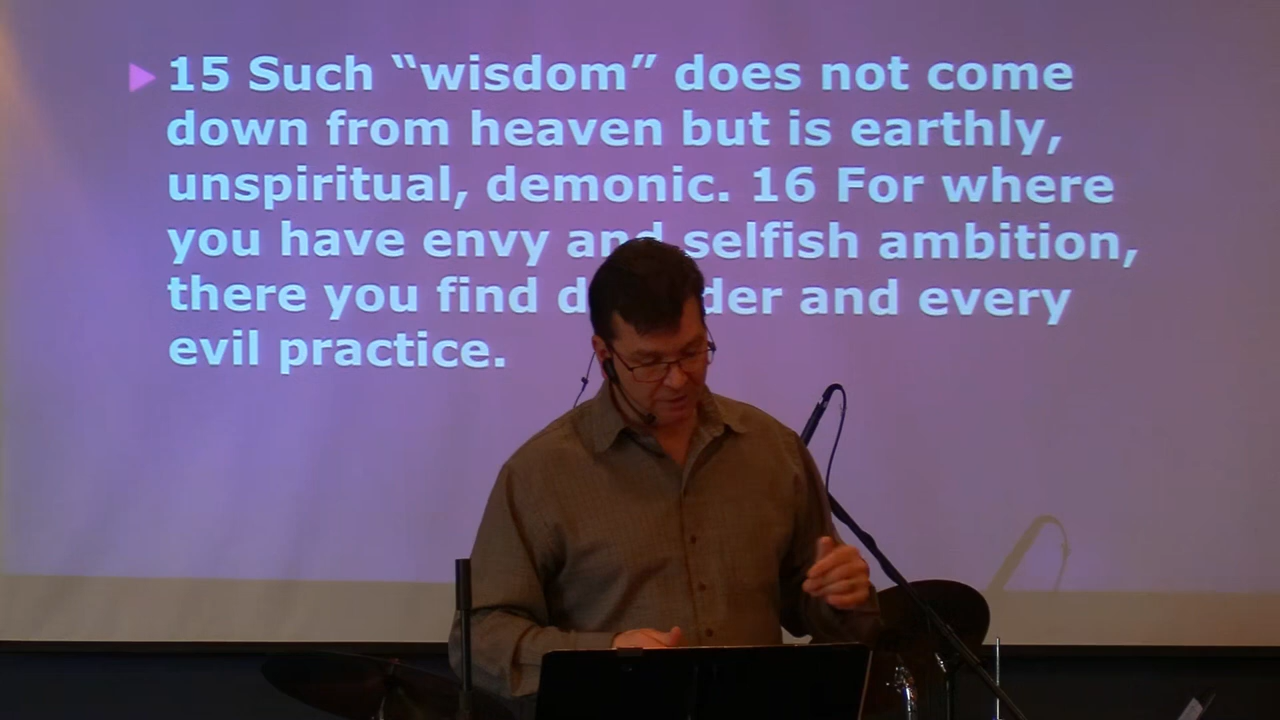 15 Such “wisdom” does not come
down from heaven but is earthly,
unspiritual, demonic. 16 For where
you have envy and selfish ambition,
there you find and every
evil practice.